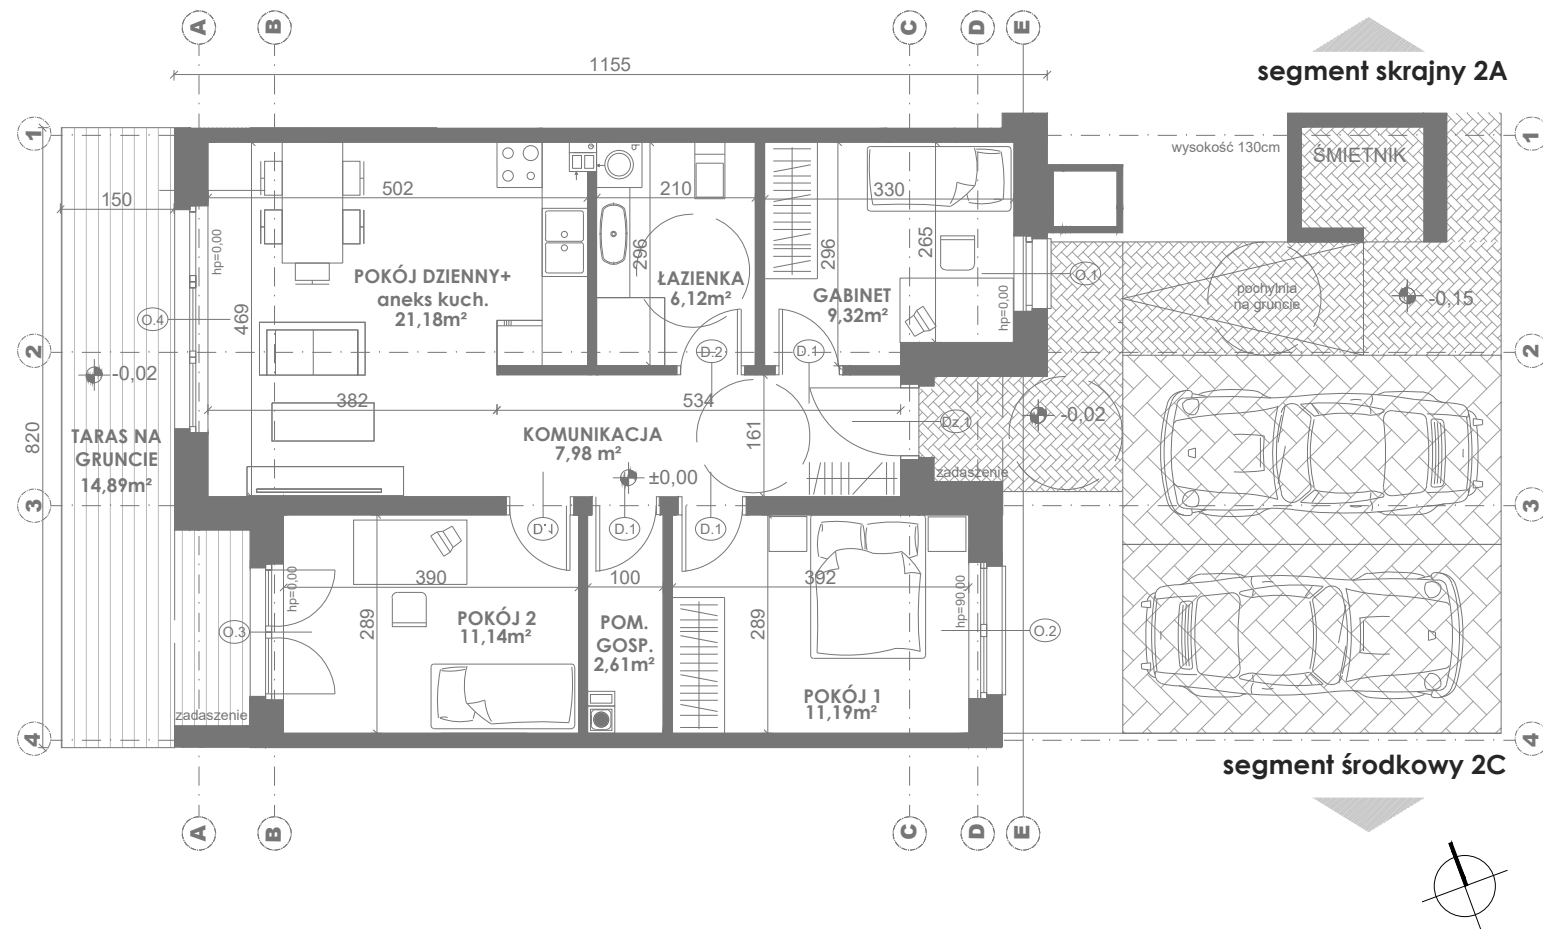 A
B
C
D
E
1155
segment skrajny 2A
1
1
wysokość 130cm
ŚMIETNIK
150
502
210
330
hp=0,00
296
296
265
POKÓJ DZIENNY+
aneks kuch.
21,18m²
ŁAZIENKA
6,12m²
GABINET
9,32m²
O.1
hp=0,00
pochylnia
na gruncie
-0,15
O.4
469
2
D.2
D.1
2
-0,02
382
534
161
Dz.1
-0,02
820
TARAS NA
GRUNCIE
14,89m²
KOMUNIKACJA
7,98 m²
±0,00
zadaszenie
3
3
D.1
D.1
D.1
hp=0,00
390
100
392
hp=90,00
289
289
O.3
POKÓJ 2
11,14m²
POM.
GOSP.
2,61m²
O.2
POKÓJ 1
11,19m²
zadaszenie
4
4
segment środkowy 2C
A
B
C
D
E